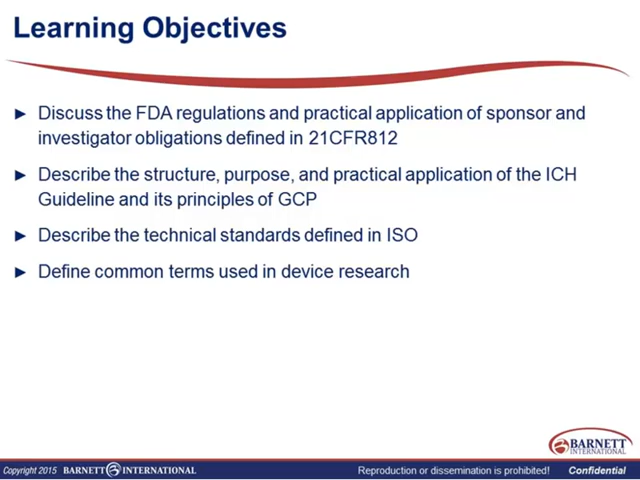 Learning Objectives
► Discuss the FDA regulations and practical application of sponsor and
investigator obligations defined in 21CFR812
► Describe the structure, purpose, and practical application of the ICH
Guideline and its principles of GCP
► Describe the technical standards defined in ISO
► Define common terms used in device research
BARNETT
INTERNATIONAL
Copyright 2015 BARNETT INTERNATIONAL Reproduction or dissemination is prohibited! Confidential